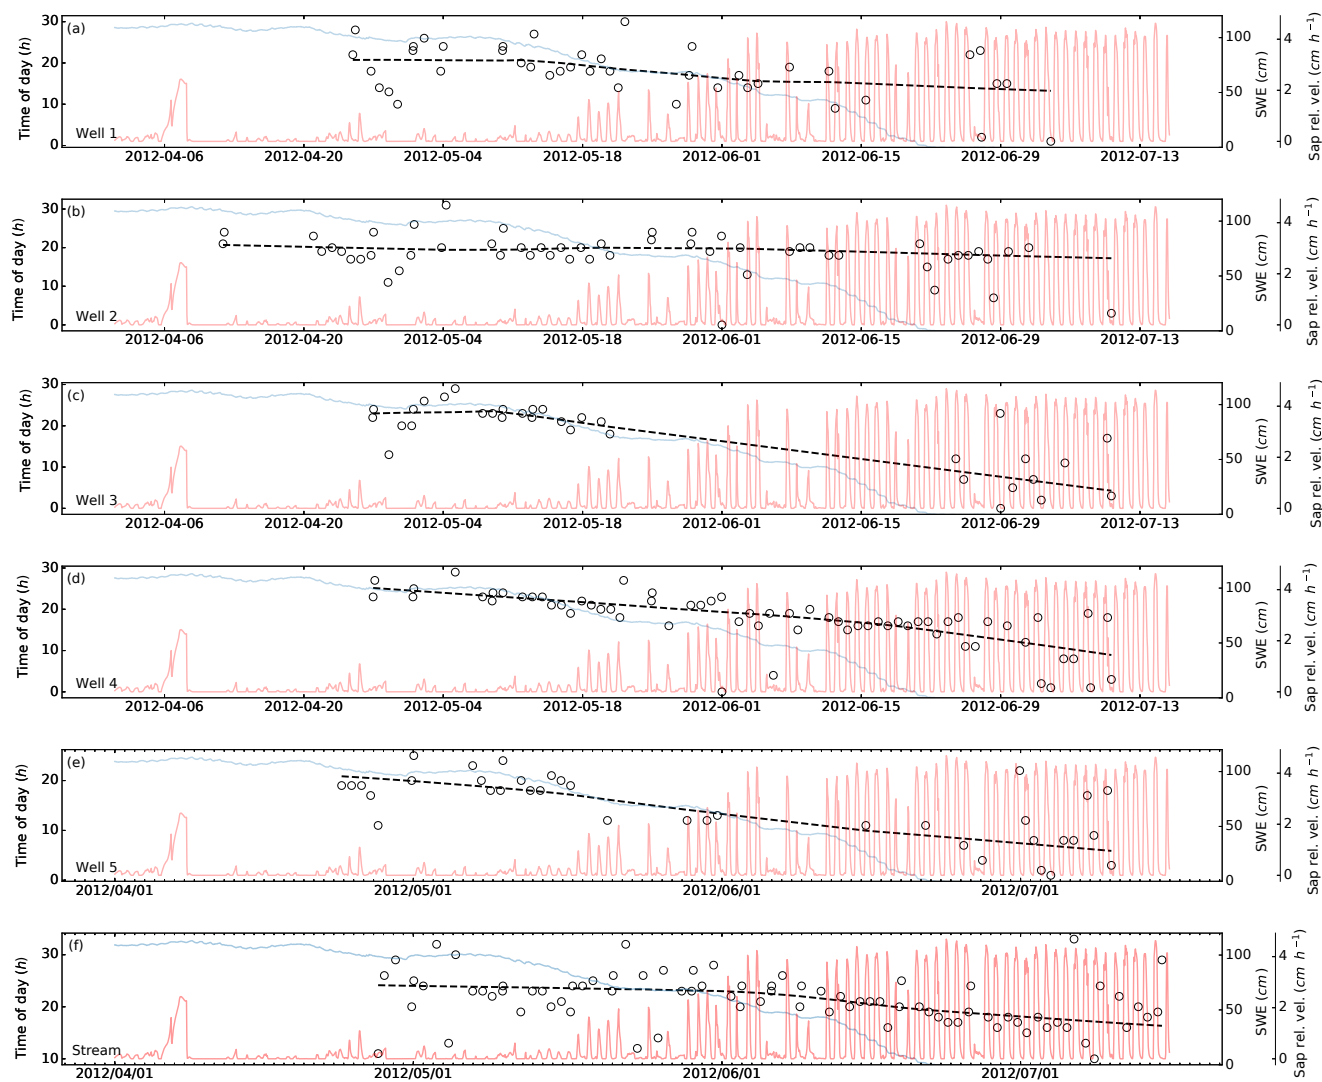 (a)
Well 1
Time of day (h)
30
20
10
0
2012-04-06 2012-04-20 2012-05-04 2012-05-18 2012-06-01 2012-06-15 2012-06-29 2012-07-13
100
50
0
SWE (cm)
4
2
0
Sap rel. vel. (cm h⁻¹)
(b)
Well 2
Time of day (h)
30
20
10
0
2012-04-06 2012-04-20 2012-05-04 2012-05-18 2012-06-01 2012-06-15 2012-06-29 2012-07-13
100
50
0
SWE (cm)
4
2
0
Sap rel. vel. (cm h⁻¹)
(c)
Well 3
Time of day (h)
30
20
10
0
2012-04-06 2012-04-20 2012-05-04 2012-05-18 2012-06-01 2012-06-15 2012-06-29 2012-07-13
100
50
0
SWE (cm)
4
2
0
Sap rel. vel. (cm h⁻¹)
(d)
Well 4
Time of day (h)
30
20
10
0
2012-04-06 2012-04-20 2012-05-04 2012-05-18 2012-06-01 2012-06-15 2012-06-29 2012-07-13
100
50
0
SWE (cm)
4
2
0
Sap rel. vel. (cm h⁻¹)
(e)
Well 5
Time of day (h)
20
10
0
2012/04/01 2012/05/01 2012/06/01 2012/07/01
100
50
0
SWE (cm)
4
2
0
Sap rel. vel. (cm h⁻¹)
(f)
Stream
Time of day (h)
30
20
10
2012/04/01 2012/05/01 2012/06/01 2012/07/01
100
50
0
SWE (cm)
4
2
0
Sap rel. vel. (cm h⁻¹)